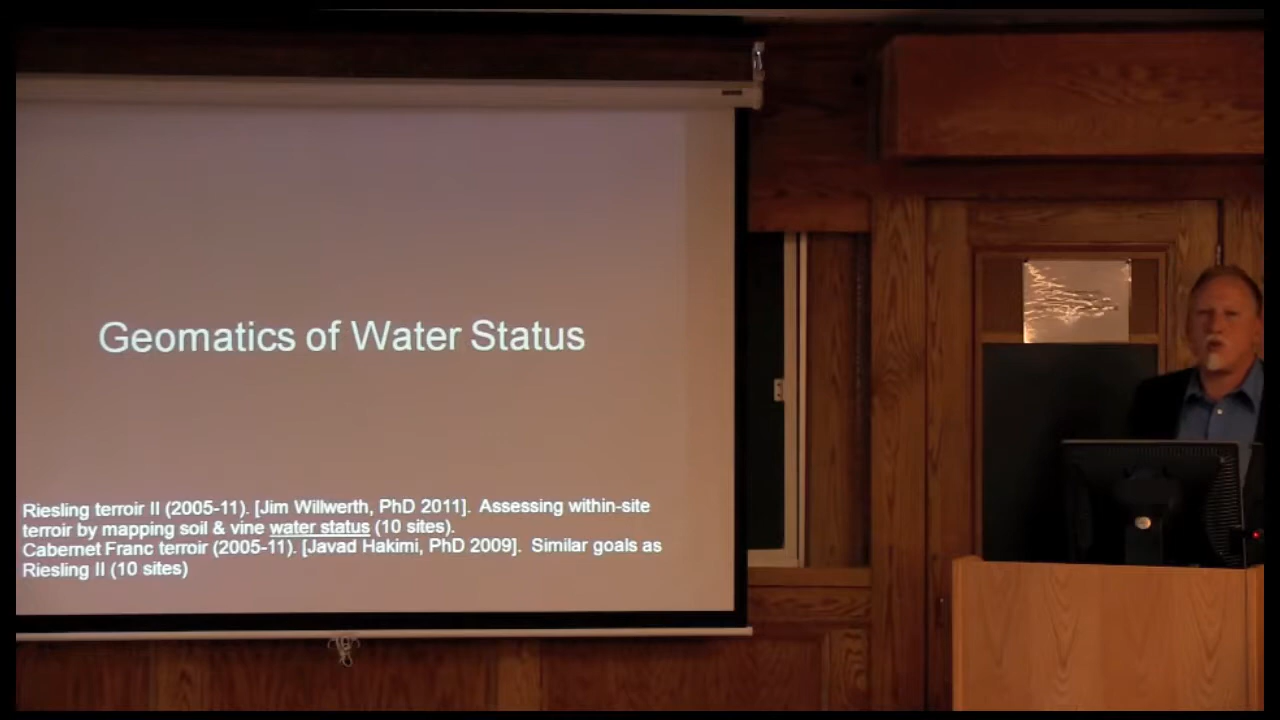 Geomatics of Water Status
Riesling terroir II (2005-11). [Jim Willwerth, PhD 2011]. Assessing within-site
terroir by mapping soil & vine water status (10 sites).
Cabernet Franc terroir (2005-11). [Javad Hakimi, PhD 2009]. Similar goals as
Riesling II (10 sites)